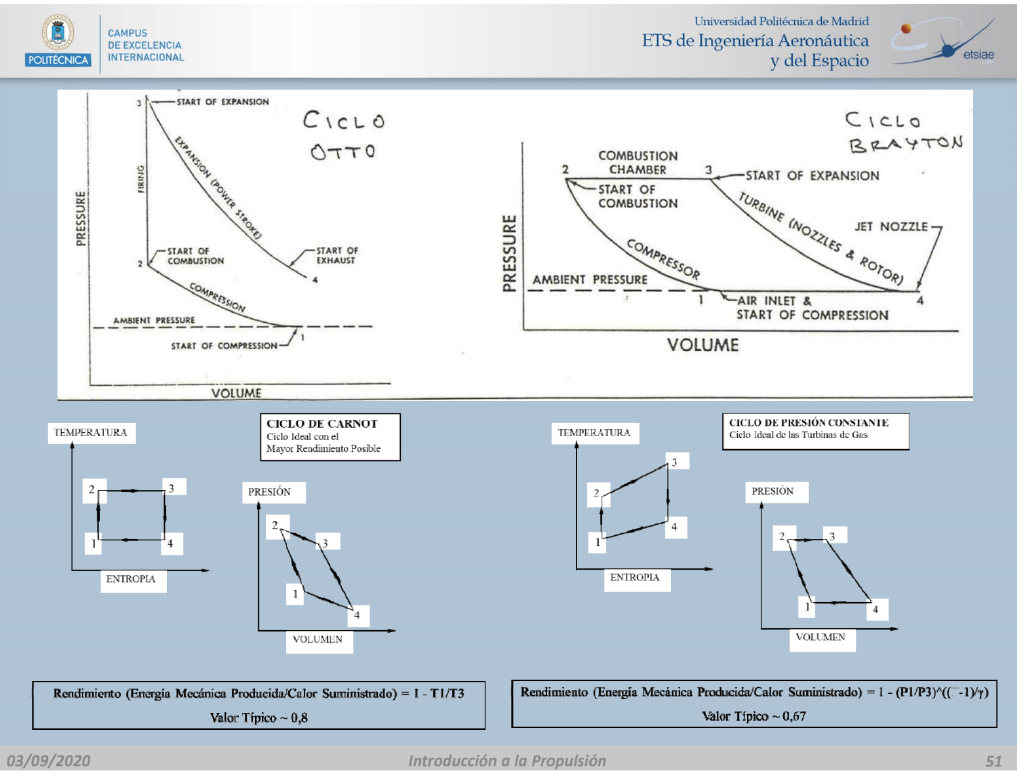 POLITÉCNICA
CAMPUS
DE EXCELENCIA
INTERNACIONAL
Universidad Politécnica de Madrid
ETS de Ingeniería Aeronáutica
y del Espacio
etsiae
3
START OF EXPANSION
CICLO
OTTO
EXPANSION (POWER STROKE)
FIRING
PRESSURE
START OF
COMBUSTION
2
START OF
EXHAUST
4
COMPRESSION
AMBIENT PRESSURE
1
START OF COMPRESSION
VOLUME
CICLO
BRAYTON
COMBUSTION
CHAMBER
2
3
START OF EXPANSION
START OF
COMBUSTION
TURBINE (NOZZLES & ROTOR)
JET NOZZLE
COMPRESSOR
PRESSURE
AMBIENT PRESSURE
1
AIR INLET &
START OF COMPRESSION
4
VOLUME
TEMPERATURA
CICLO DE CARNOT
Ciclo Ideal con el
Mayor Rendimiento Posible
2
3
1
4
ENTROPIA
PRESIÓN
2
3
1
4
VOLUMEN
TEMPERATURA
CICLO DE PRESIÓN CONSTANTE
Ciclo Ideal de las Turbinas de Gas
3
2
4
1
ENTROPIA
PRESIÓN
2
3
1
4
VOLUMEN
Rendimiento (Energía Mecánica Producida/Calor Suministrado) = 1 - T1/T3
Valor Típico ~ 0,8
Rendimiento (Energía Mecánica Producida/Calor Suministrado) = 1 - (P1/P3)^((-1)/γ)
Valor Típico ~ 0,67
03/09/2020
Introducción a la Propulsión
51